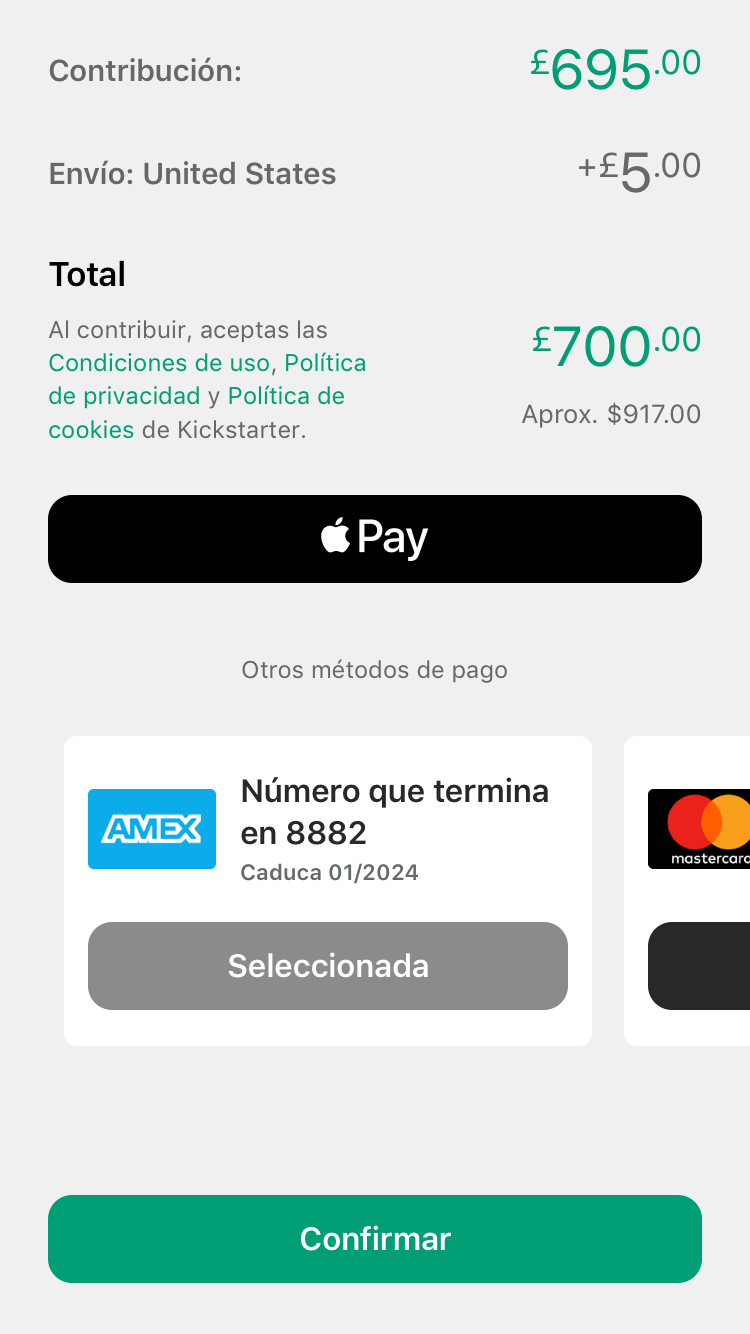 Contribución: £695.00
Envío: United States +£5.00
Total
Al contribuir, aceptas las
Condiciones de uso, Política
de privacidad y Política de
cookies de Kickstarter.
£700.00
Aprox. $917.00
Pay
Otros métodos de pago
AMEX
Número que termina
en 8882
Caduca 01/2024
Seleccionada
mastercard
Confirmar